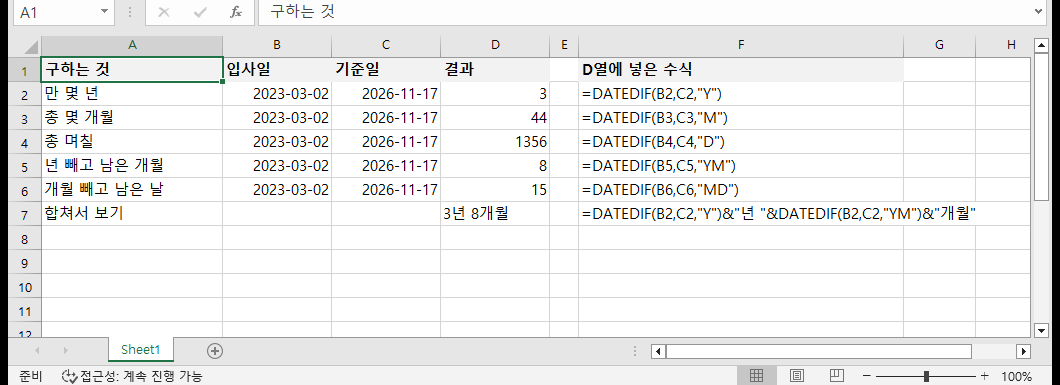 A1 fx 구하는 것
A B C D E F G H
1 구하는 것 입사일 기준일 결과 D열에 넣은 수식
2 만 몇 년 2023-03-02 2026-11-17 3 =DATEDIF(B2,C2,"Y")
3 총 몇 개월 2023-03-02 2026-11-17 44 =DATEDIF(B3,C3,"M")
4 총 며칠 2023-03-02 2026-11-17 1356 =DATEDIF(B4,C4,"D")
5 년 빼고 남은 개월 2023-03-02 2026-11-17 8 =DATEDIF(B5,C5,"YM")
6 개월 빼고 남은 날 2023-03-02 2026-11-17 15 =DATEDIF(B6,C6,"MD")
7 합쳐서 보기 3년 8개월 =DATEDIF(B2,C2,"Y")&"년 "&DATEDIF(B2,C2,"YM")&"개월"
8
9
10
11
12
Sheet1
준비 접근성: 계속 진행 가능 100%